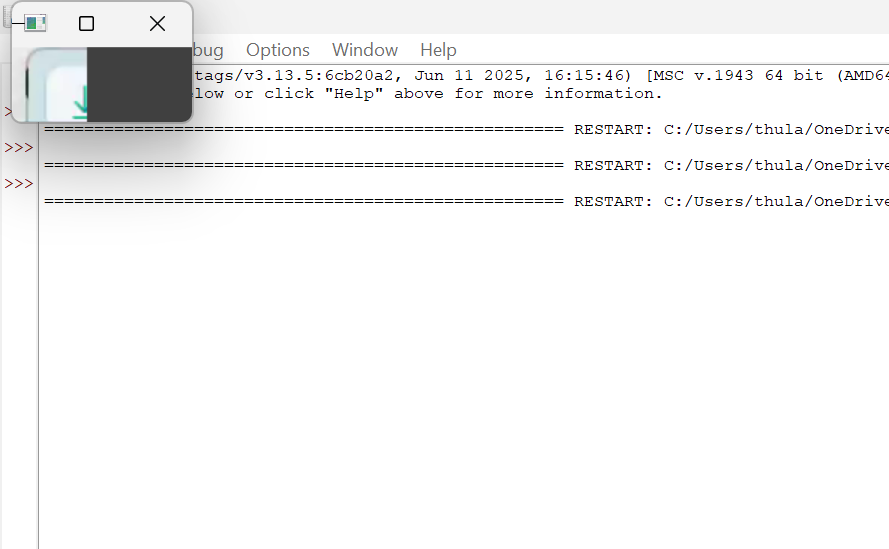 bug Options Window Help
tags/v3.13.5:6cb20a2, Jun 11 2025, 16:15:46) [MSC v.1943 64 bit (AMD64
elow or click "Help" above for more information.
>
==================================================== RESTART: C:/Users/thula/OneDrive
>>>
==================================================== RESTART: C:/Users/thula/OneDrive
>>>
==================================================== RESTART: C:/Users/thula/OneDrive